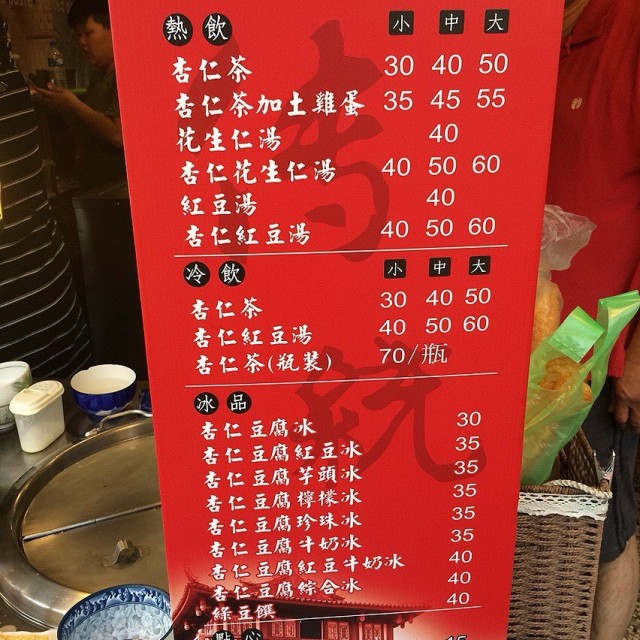 熱飲 小 中 大
杏仁茶 30 40 50
杏仁茶加土雞蛋 35 45 55
花生仁湯 40
杏仁花生仁湯 40 50 60
紅豆湯 40
杏仁紅豆湯 40 50 60
冷飲 小 中 大
杏仁茶 30 40 50
杏仁紅豆湯 40 50 60
杏仁茶(瓶裝) 70/瓶
冰品
杏仁豆腐冰 30
杏仁豆腐紅豆冰 35
杏仁豆腐芋頭冰 35
杏仁豆腐檸檬冰 35
杏仁豆腐珍珠冰 35
杏仁豆腐牛奶冰 35
杏仁豆腐紅豆牛奶冰 40
杏仁豆腐綜合冰 40
綠豆饌 40
點心
傳統